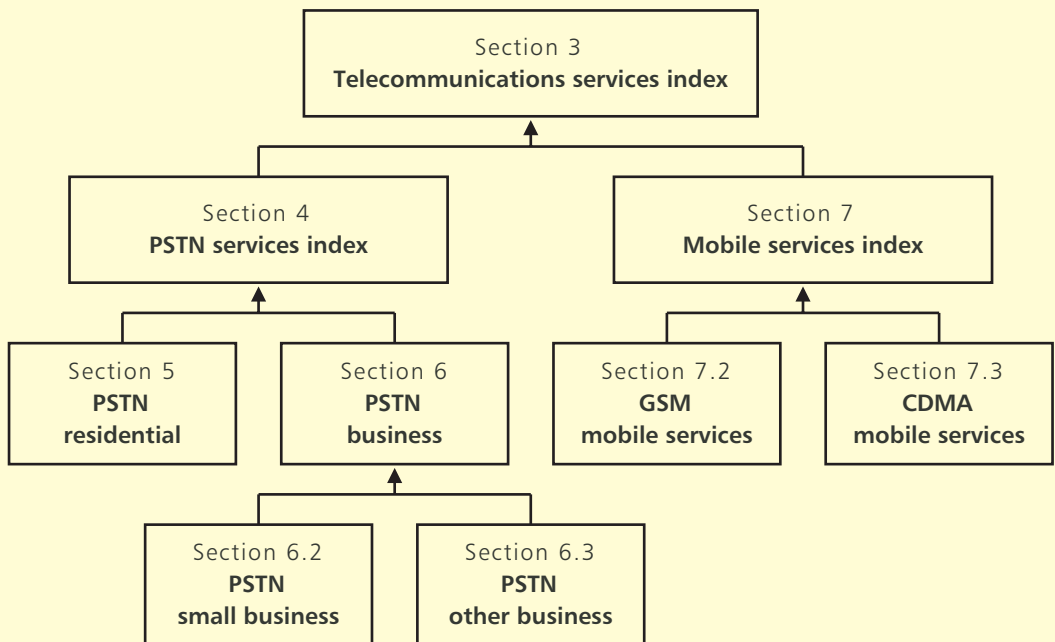 Section 3
Telecommunications services index
Section 4
PSTN services index
Section 7
Mobile services index
Section 5
PSTN
residential
Section 6
PSTN
business
Section 7.2
GSM
mobile services
Section 7.3
CDMA
mobile services
Section 6.2
PSTN
small business
Section 6.3
PSTN
other business